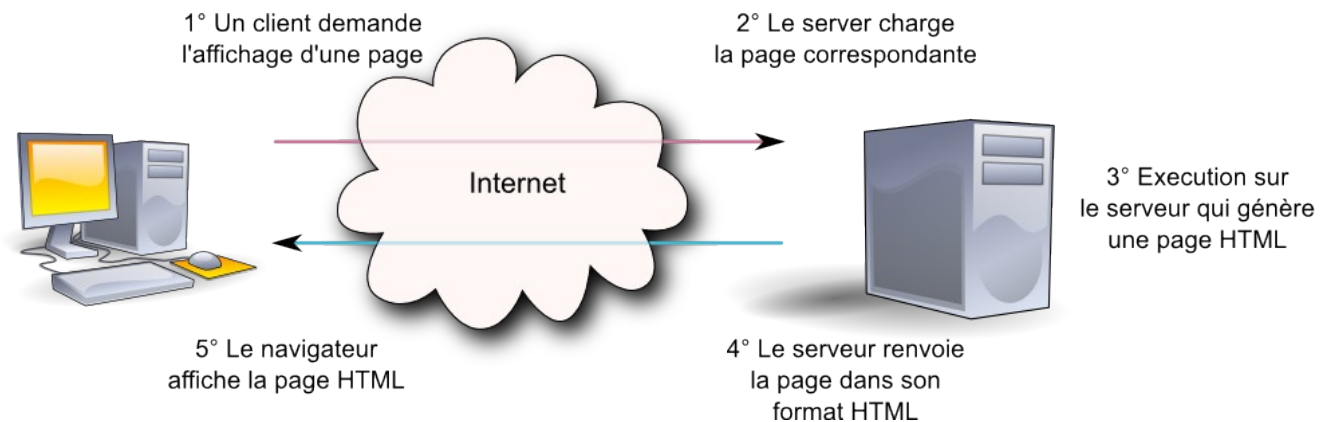 1° Un client demande
l'affichage d'une page
2° Le server charge
la page correspondante
Internet
3° Execution sur
le serveur qui génère
une page HTML
5° Le navigateur
affiche la page HTML
4° Le serveur renvoie
la page dans son
format HTML